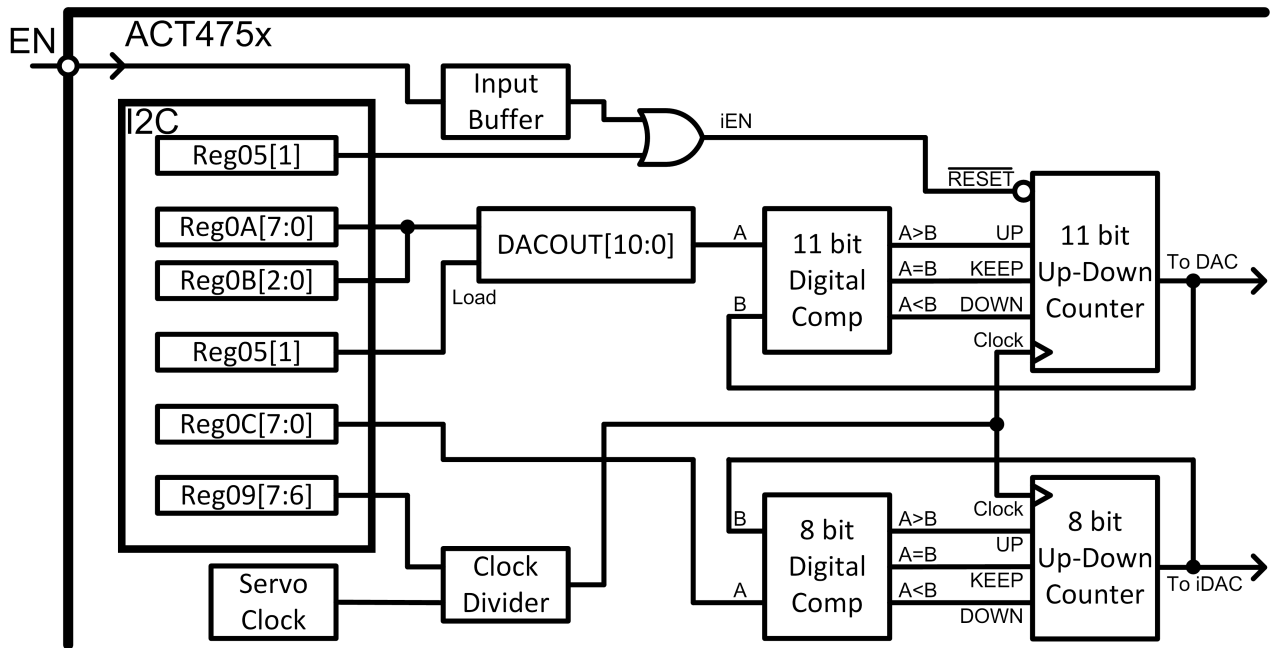 EN
ACT475x
Input
Buffer
iEN
I2C
Reg05[1]
RESET
Reg0A[7:0]
Reg0B[2:0]
DACOUT[10:0]
Load
A
B
11 bit
Digital
Comp
A>B
UP
A=B
KEEP
A<B
DOWN
Clock
11 bit
Up-Down
Counter
To DAC
Reg05[1]
Reg0C[7:0]
Reg09[7:6]
Servo
Clock
Clock
Divider
B
A
8 bit
Digital
Comp
A>B
A=B
A<B
Clock
UP
KEEP
DOWN
8 bit
Up-Down
Counter
To iDAC